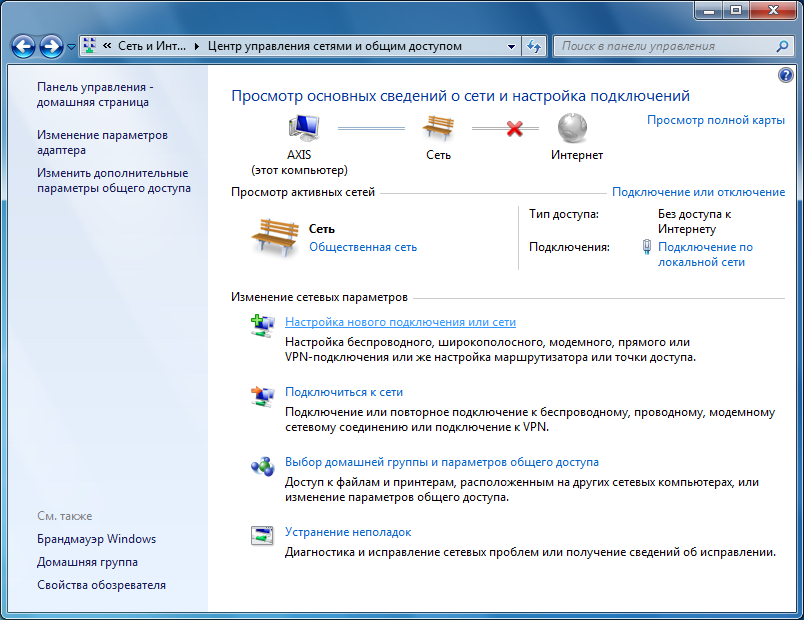 « Сеть и Инт... ▸ Центр управления сетями и общим доступом
Поиск в панели управления
Панель управления -
домашняя страница
Изменение параметров
адаптера
Изменить дополнительные
параметры общего доступа
См. также
Брандмауэр Windows
Домашняя группа
Свойства обозревателя
Просмотр основных сведений о сети и настройка подключений
Просмотр полной карты
AXIS
(этот компьютер)
Сеть
Интернет
Просмотр активных сетей
Подключение или отключение
Сеть
Общественная сеть
Тип доступа:
Без доступа к
Интернету
Подключения:
Подключение по
локальной сети
Изменение сетевых параметров
Настройка нового подключения или сети
Настройка беспроводного, широкополосного, модемного, прямого или
VPN-подключения или же настройка маршрутизатора или точки доступа.
Подключиться к сети
Подключение или повторное подключение к беспроводному, проводному, модемному
сетевому соединению или подключение к VPN.
Выбор домашней группы и параметров общего доступа
Доступ к файлам и принтерам, расположенным на других сетевых компьютерах, или
изменение параметров общего доступа.
Устранение неполадок
Диагностика и исправление сетевых проблем или получение сведений об исправлении.